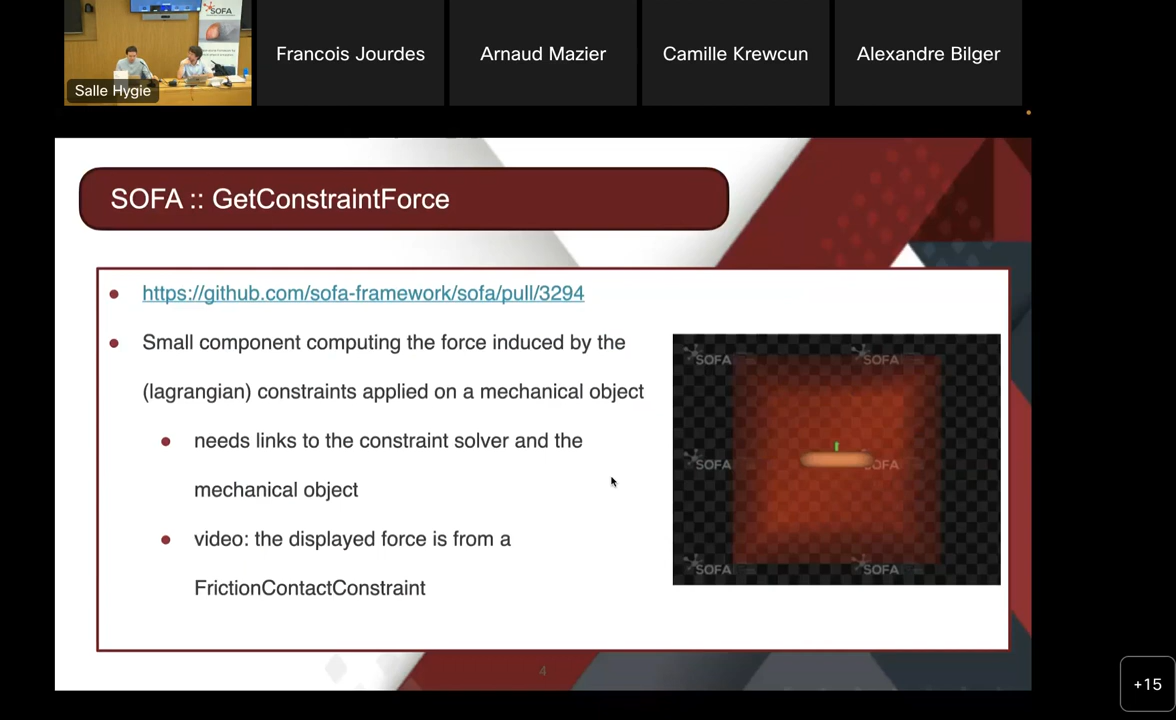 SOFA
Salle Hygie
Francois Jourdes
Arnaud Mazier
Camille Krewcun
Alexandre Bilger
SOFA :: GetConstraintForce
https://github.com/sofa-framework/sofa/pull/3294
Small component computing the force induced by the
(lagrangian) constraints applied on a mechanical object
needs links to the constraint solver and the
mechanical object
video: the displayed force is from a
FrictionContactConstraint
SOFA
SOFA
SOFA
SOFA
SOFA
SOFA
4
+15